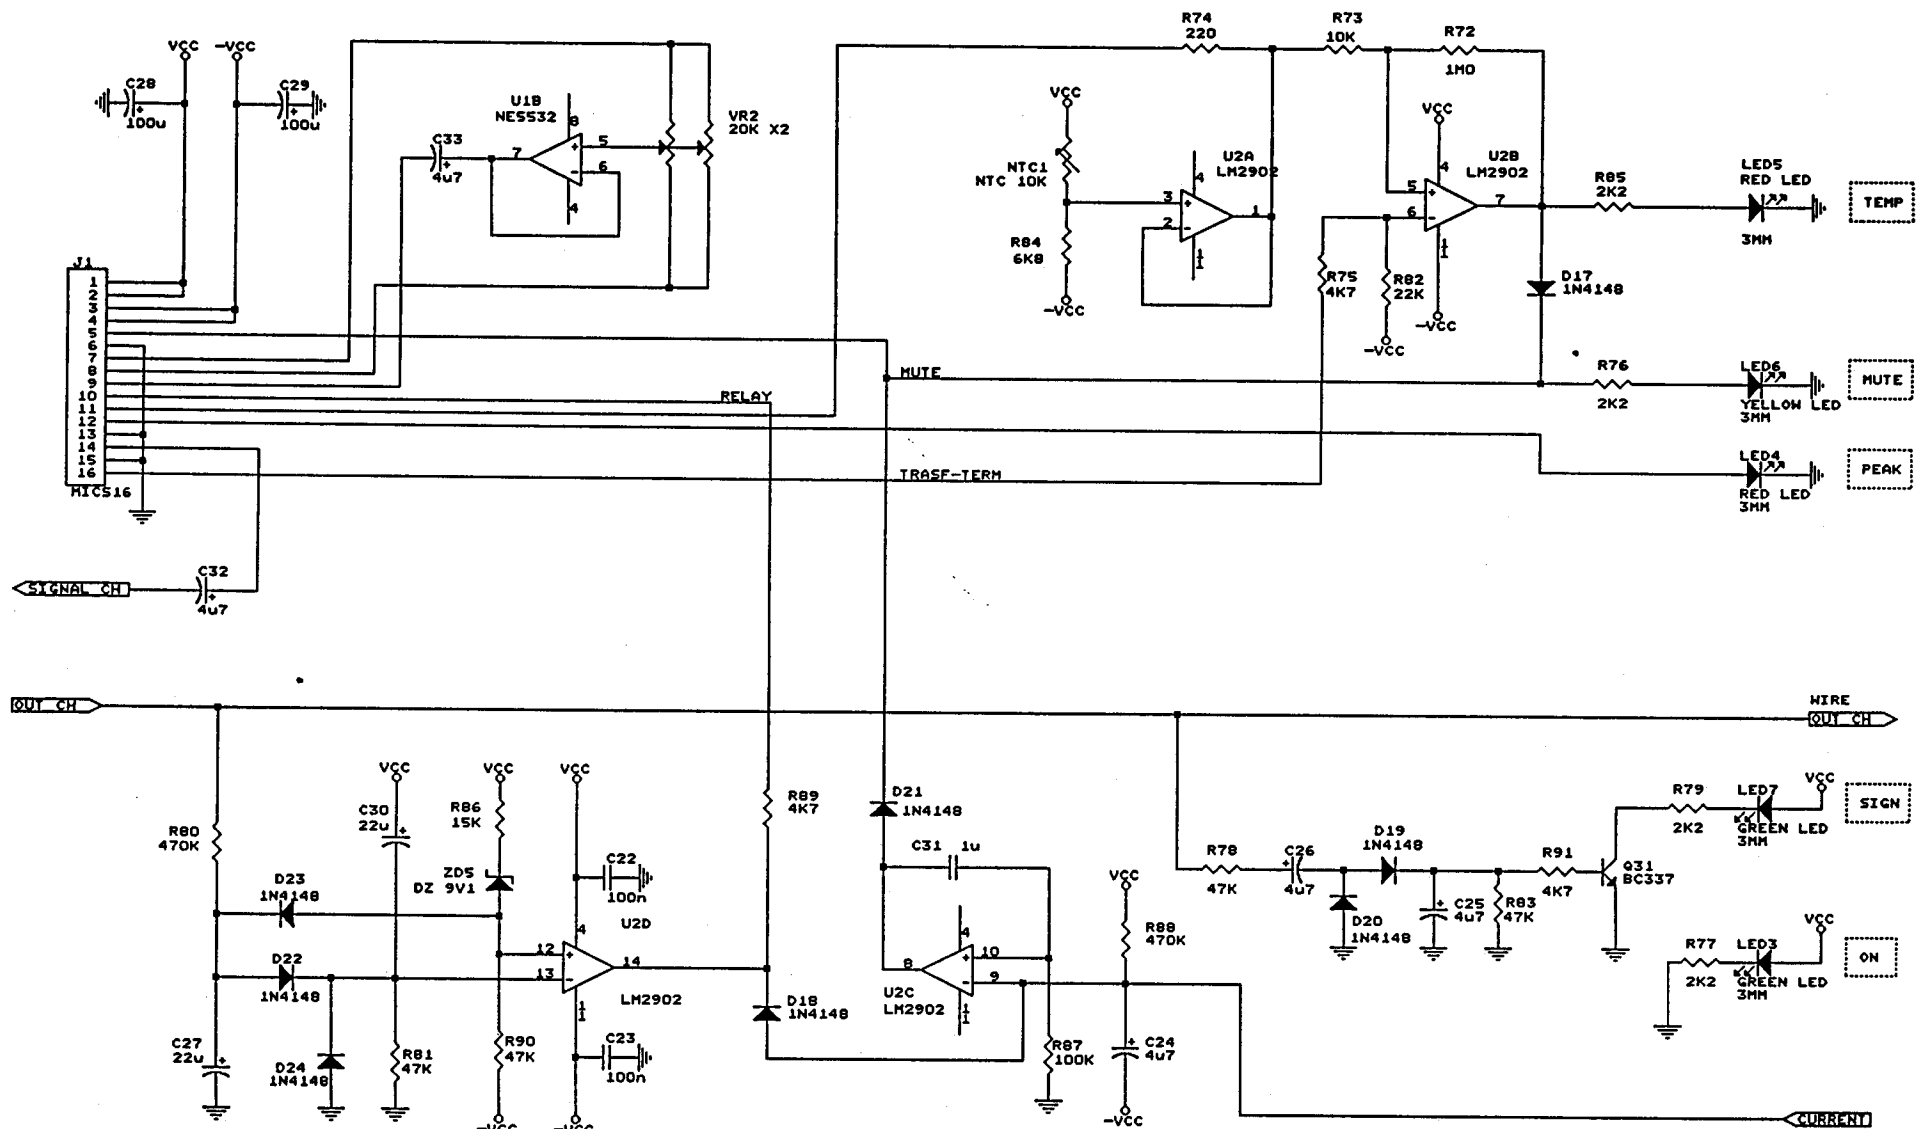 R74
220
R73
10K
R72
1M0
VCC
-VCC
C28
100u
C29
100u
U1B
NE5532
8
5
6
7
4
C33
4u7
VR2
20K X2
VCC
NTC1
NTC 10K
R84
6K8
-VCC
U2A
LM2902
4
3
2
1
11
VCC
U2B
LM2902
4
5
6
7
11
-VCC
R75
4K7
R82
22K
-VCC
R85
2K2
LED5
RED LED
3MM
TEMP
D17
1N4148
J1
1
2
3
4
5
6
7
8
9
10
11
12
13
14
15
16
MICS16
MUTE
RELAY
TRASF-TERM
R76
2K2
LED6
YELLOW LED
3MM
MUTE
LED4
RED LED
3MM
PEAK
SIGNAL CH
C32
4u7
OUT CH
WIRE
OUT CH
R80
470K
VCC
C30
22u
VCC
R86
15K
VCC
ZD5
DZ 9V1
C22
100n
D23
1N4148
U2D
LM2902
4
12
13
14
11
D22
1N4148
C27
22u
D24
1N4148
R81
47K
R90
47K
C23
100n
-VCC
-VCC
R89
4K7
D18
1N4148
D21
1N4148
C31
1u
4
10
9
8
11
U2C
LM2902
R87
100K
VCC
R88
470K
C24
4u7
-VCC
R78
47K
C26
4u7
D19
1N4148
D20
1N4148
C25
4u7
R83
47K
R91
4K7
Q31
BC337
R79
2K2
LED7
GREEN LED
3MM
VCC
SIGN
R77
2K2
LED3
GREEN LED
3MM
VCC
ON
CURRENT